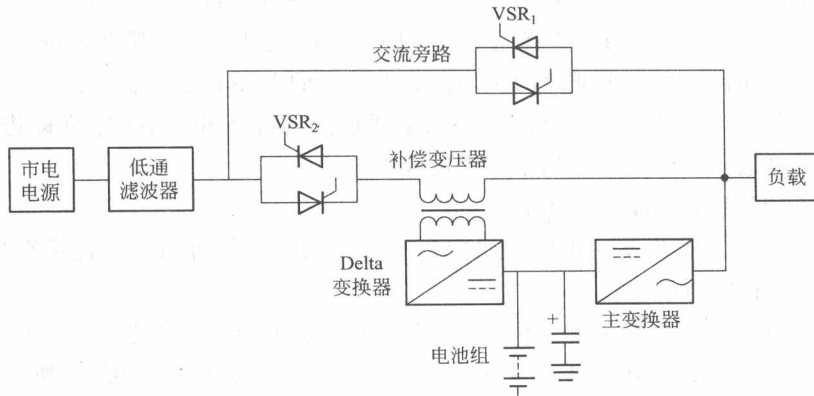 VSR₁
交流旁路
VSR₂
补偿变压器
市电
电源
低通
滤波器
负载
Delta
变换器
主变换器
+
电池组